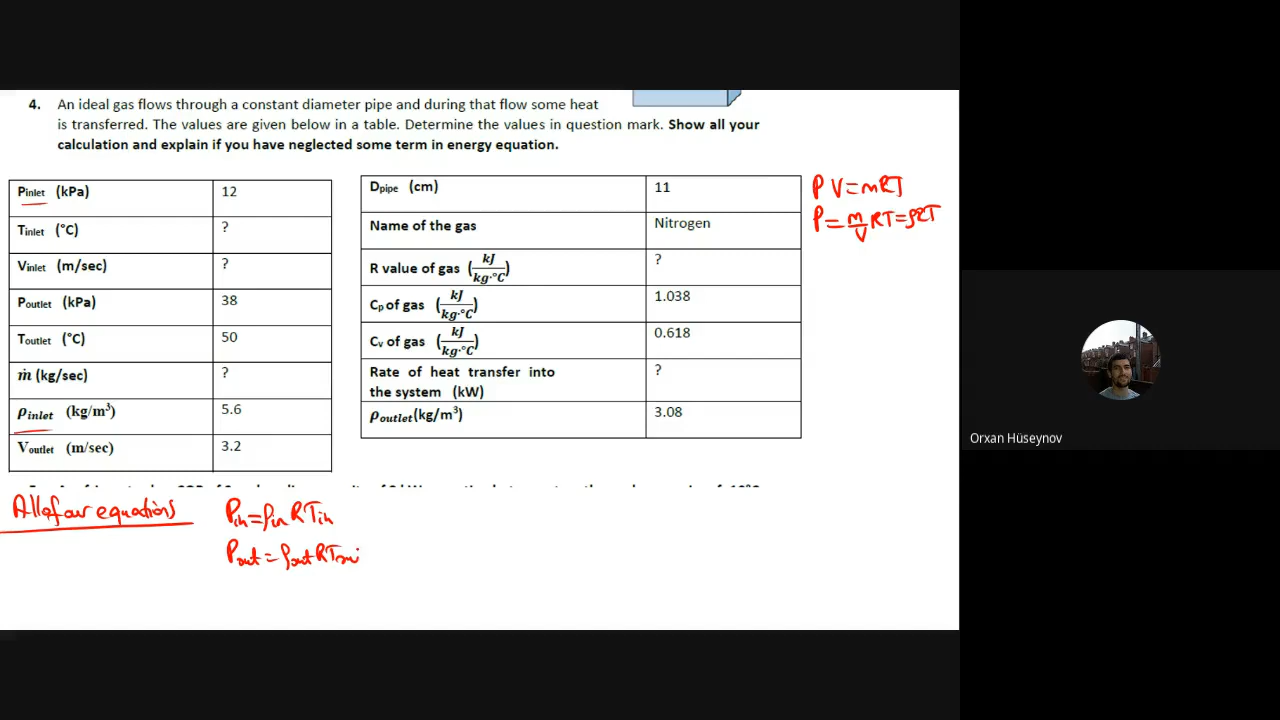 4. An ideal gas flows through a constant diameter pipe and during that flow some heat
is transferred. The values are given below in a table. Determine the values in question mark. Show all your
calculation and explain if you have neglected some term in energy equation.
Pinlet (kPa) 12
Tinlet (°C) ?
Vinlet (m/sec) ?
Poutlet (kPa) 38
Toutlet (°C) 50
ṁ (kg/sec) ?
ρinlet (kg/m³) 5.6
Voutlet (m/sec) 3.2
Dpipe (cm) 11
Name of the gas Nitrogen
R value of gas (kJ/kg·°C) ?
Cp of gas (kJ/kg·°C) 1.038
Cv of gas (kJ/kg·°C) 0.618
Rate of heat transfer into
the system (kW) ?
ρoutlet(kg/m³) 3.08
PV=mRT
P=m/V RT=ρRT
All of our equations
Pin=ρin RTin
Pout=ρout RTout
Orxan Hüseynov